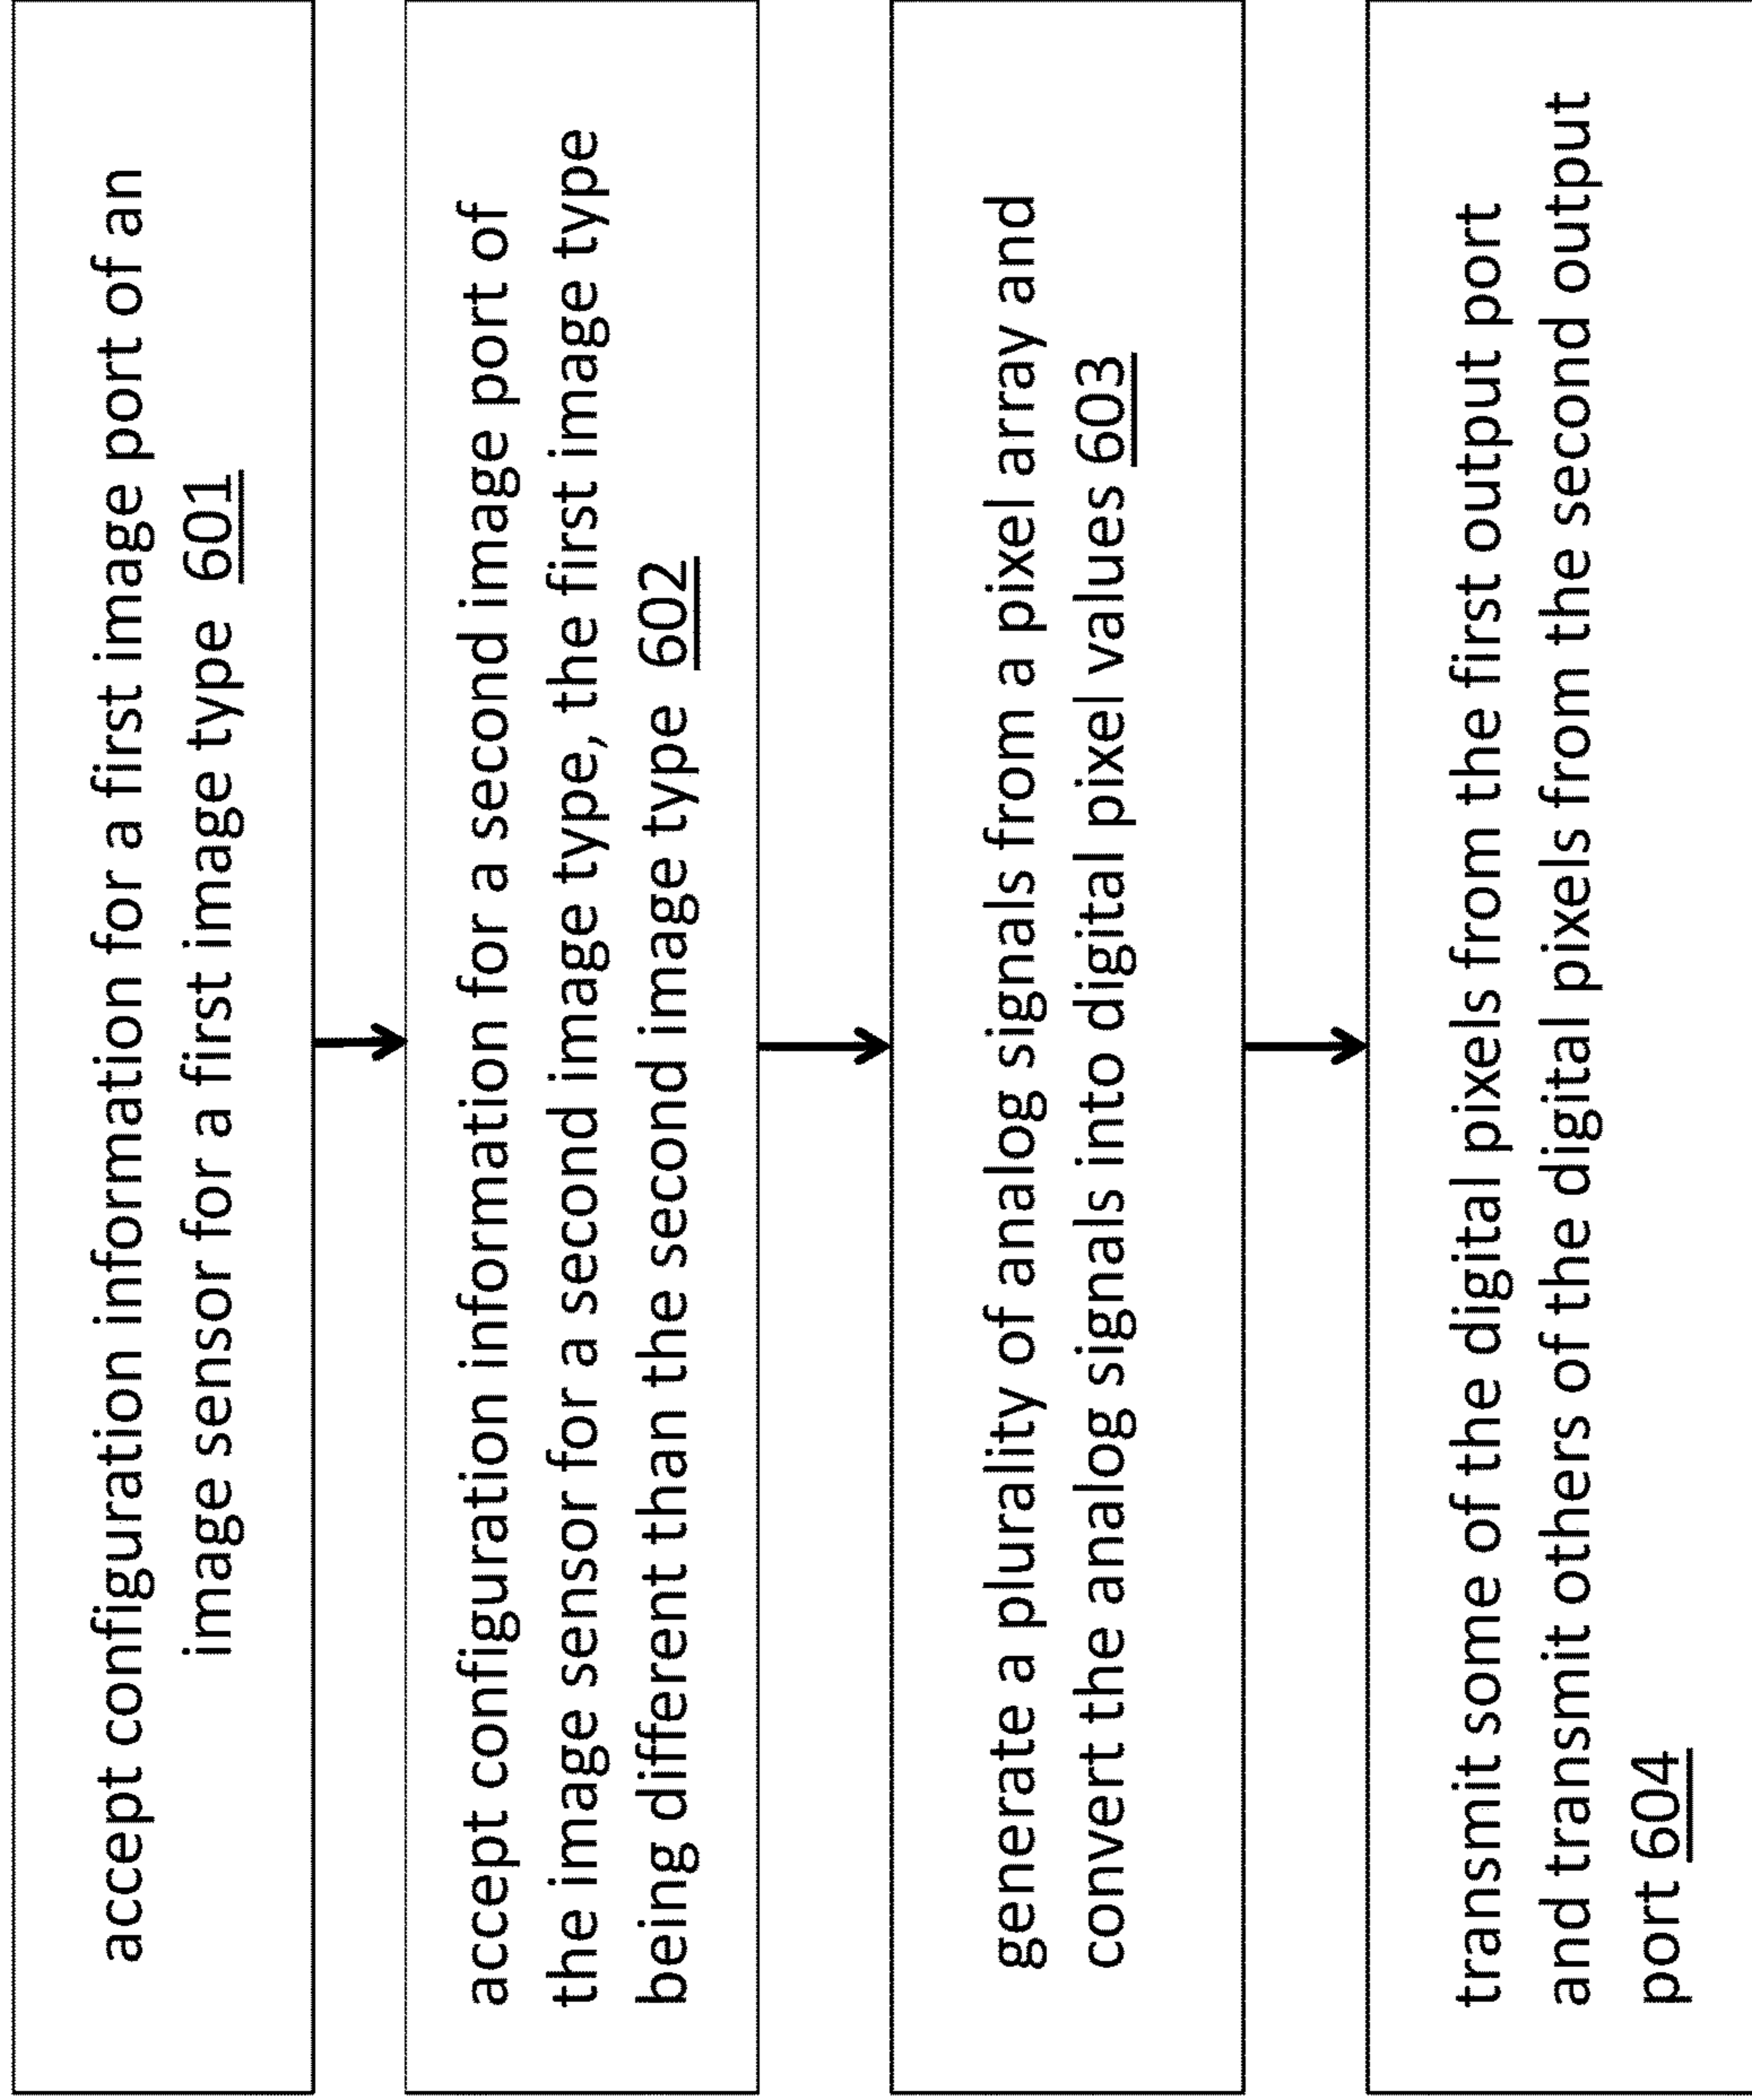 accept configuration information for a first image port of an
image sensor for a first image type 601
accept configuration information for a second image port of
the image sensor for a second image type, the first image type
being different than the second image type 602
generate a plurality of analog signals from a pixel array and
convert the analog signals into digital pixel values 603
transmit some of the digital pixels from the first output port
and transmit others of the digital pixels from the second output
port 604